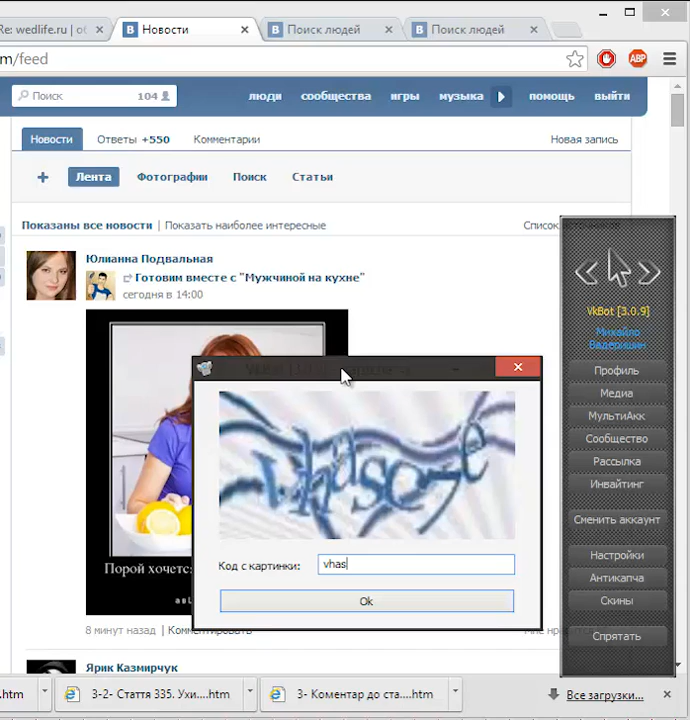 Re: wedlife.ru | о
Новости
Поиск людей
Поиск людей
m/feed
ABP
Поиск 104
люди сообщества игры музыка помощь выйти
Новости Ответы +550 Комментарии Новая запись
+ Лента Фотографии Поиск Статьи
Показаны все новости | Показать наиболее интересные
Юлианна Подвальная
Готовим вместе с "Мужчиной на кухне"
сегодня в 14:00
Порой хочетс
Код с картинки: vhas
Ok
8 минут назад | Комментировать
Ярик Казмирчук
VkBot [3.0.9]
Михайло
Вадеришин
Профиль
Медиа
МультиАкк
Сообщество
Рассылка
Инвайтинг
Сменить аккаунт
Настройки
Антикапча
Скины
Спрятать
.htm
3-2- Стаття 335. Ухи....htm
3- Коментар до ста....htm
Все загрузки...